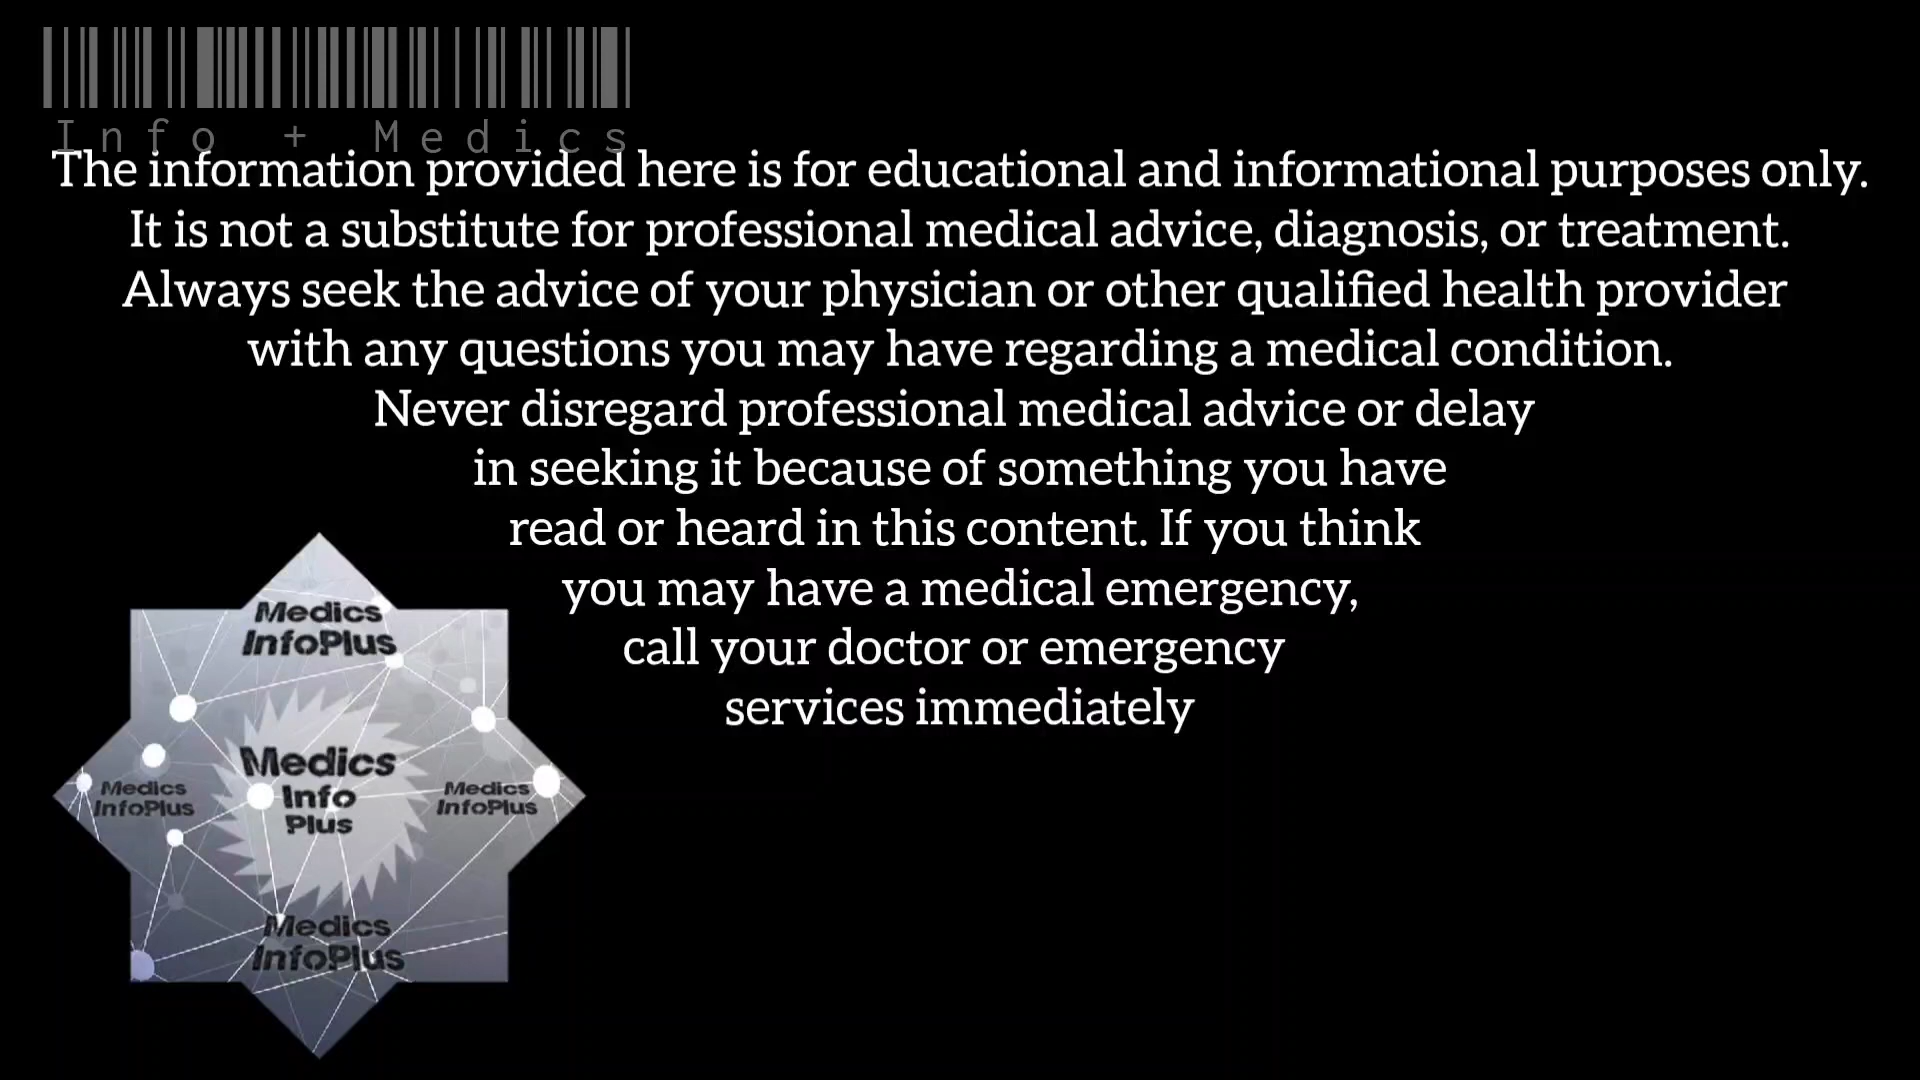 Info + Medics
The information provided here is for educational and informational purposes only.
It is not a substitute for professional medical advice, diagnosis, or treatment.
Always seek the advice of your physician or other qualified health provider
with any questions you may have regarding a medical condition.
Never disregard professional medical advice or delay
in seeking it because of something you have
read or heard in this content. If you think
you may have a medical emergency,
call your doctor or emergency
services immediately
Medics
InfoPlus
Medics
Info
Plus
Medics
InfoPlus
Medics
InfoPlus
Medics
InfoPlus